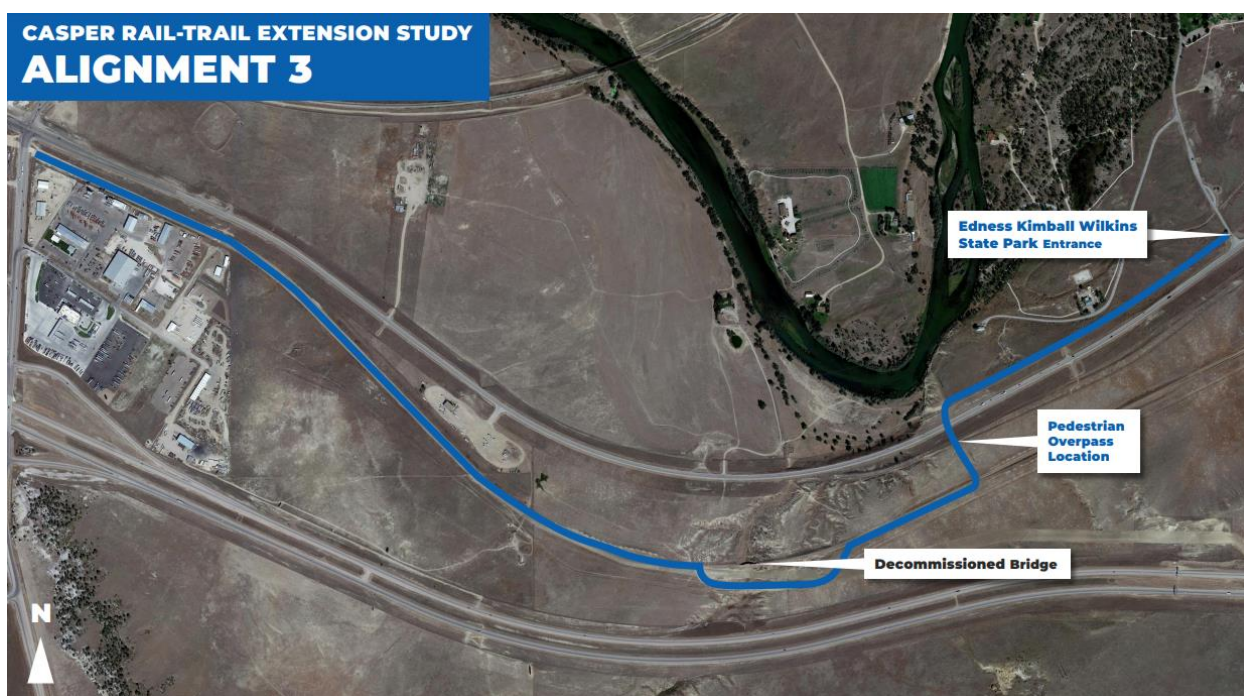 CASPER RAIL-TRAIL EXTENSION STUDY
ALIGNMENT 3
Edness Kimball Wilkins
State Park Entrance
Pedestrian
Overpass
Location
Decommissioned Bridge
N